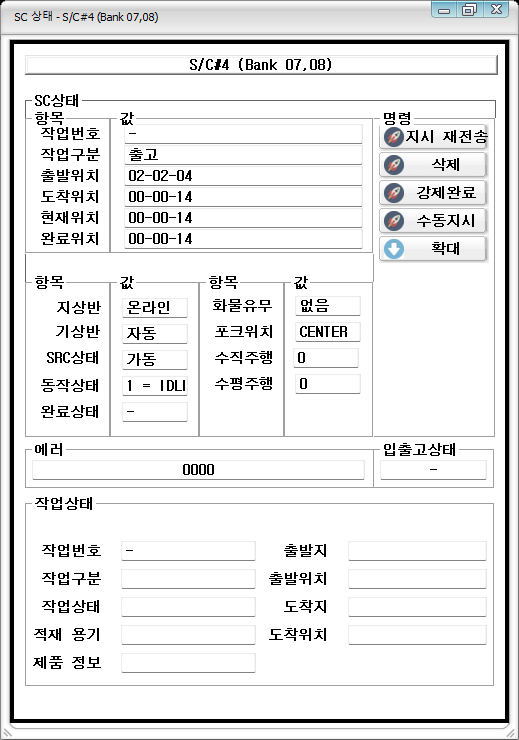 SC 상태 - S/C#4 (Bank 07,08)
S/C#4 (Bank 07,08)
SC상태
항목 값 명령
작업번호 - 지시 재전송
작업구분 출고 삭제
출발위치 02-02-04
도착위치 00-00-14 강제완료
현재위치 00-00-14 수동지시
완료위치 00-00-14 확대
항목 값 항목 값
지상반 온라인 화물유무 없음
기상반 자동 포크위치 CENTER
SRC상태 가동 수직주행 0
동작상태 1 = IDLI 수평주행 0
완료상태 -
에러 입출고상태
0000 -
작업상태
작업번호 - 출발지
작업구분 출발위치
작업상태 도착지
적재 용기 도착위치
제품 정보